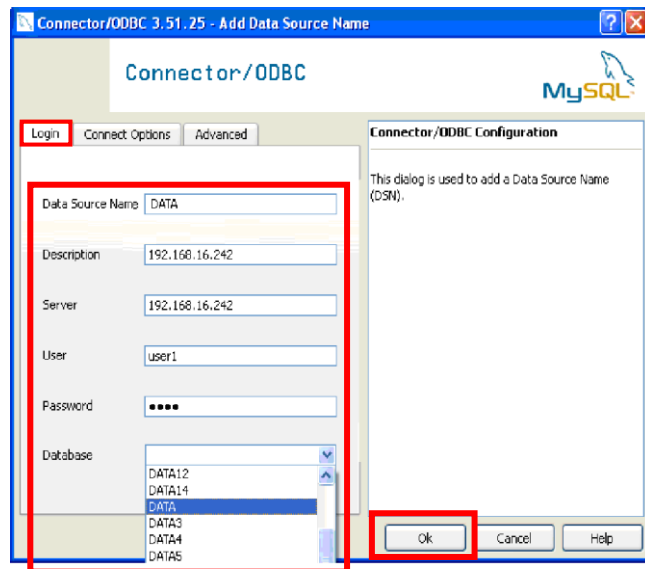 Connector/ODBC 3.51.25 - Add Data Source Name
Connector/ODBC
MySQL
Login Connect Options Advanced
Data Source Name DATA
Description 192.168.16.242
Server 192.168.16.242
User user1
Password ••••
Database
DATA12
DATA14
DATA
DATA3
DATA4
DATA5
Connector/ODBC Configuration
This dialog is used to add a Data Source Name
(DSN).
Ok Cancel Help